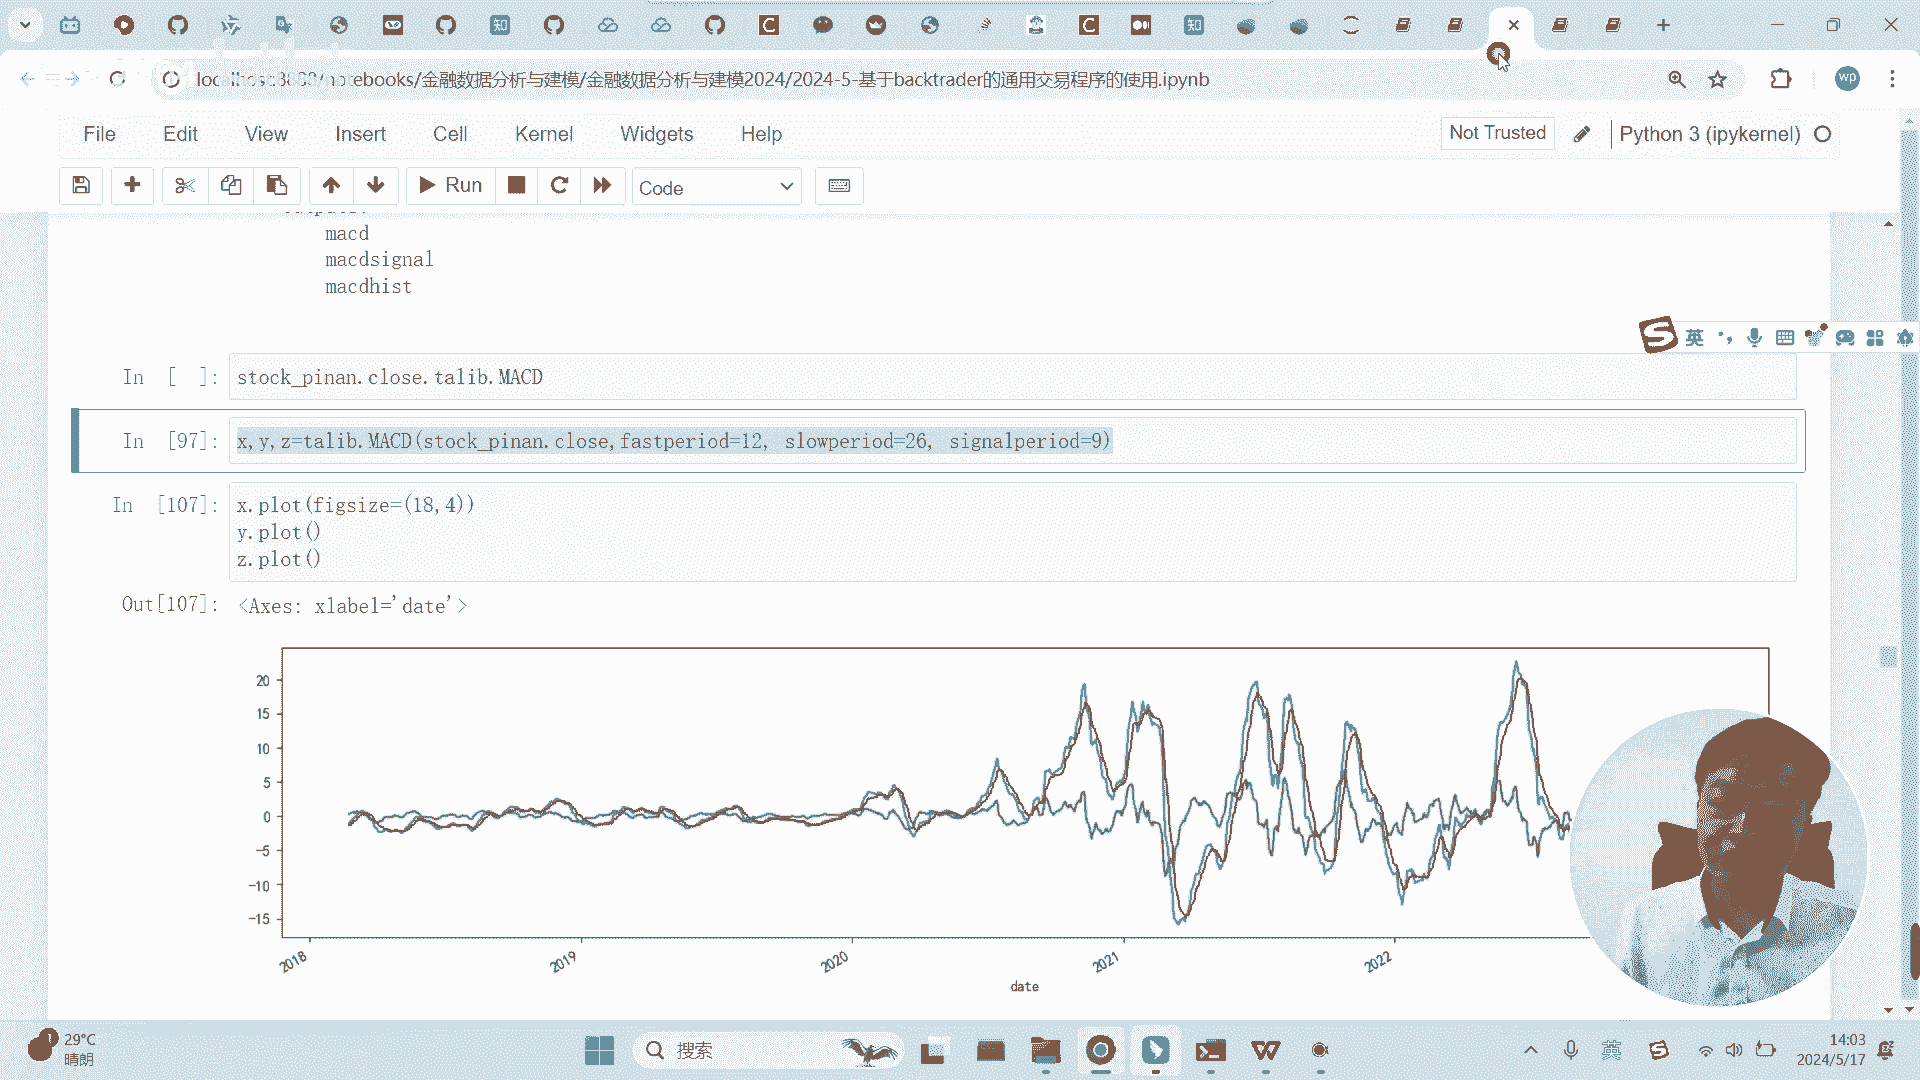 wp
localhost:8888/notebooks/金融数据分析与建模/金融数据分析与建模2024/2024-5-基于backtrader的通用交易程序的使用.ipynb
File Edit View Insert Cell Kernel Widgets Help
Not Trusted Python 3 (ipykernel)
Run Code
macd
macdsignal
macdhist
英
In [ ]: stock_pinan.close.talib.MACD
In [97]: x,y,z=talib.MACD(stock_pinan.close,fastperiod=12, slowperiod=26, signalperiod=9)
In [107]: x.plot(figsize=(18,4))
y.plot()
z.plot()
Out[107]: <Axes: xlabel='date'>
20
15
10
5
0
−5
−10
−15
2018 2019 2020 2021 2022
date
29°C
晴朗
搜索
英
14:03
2024/5/17